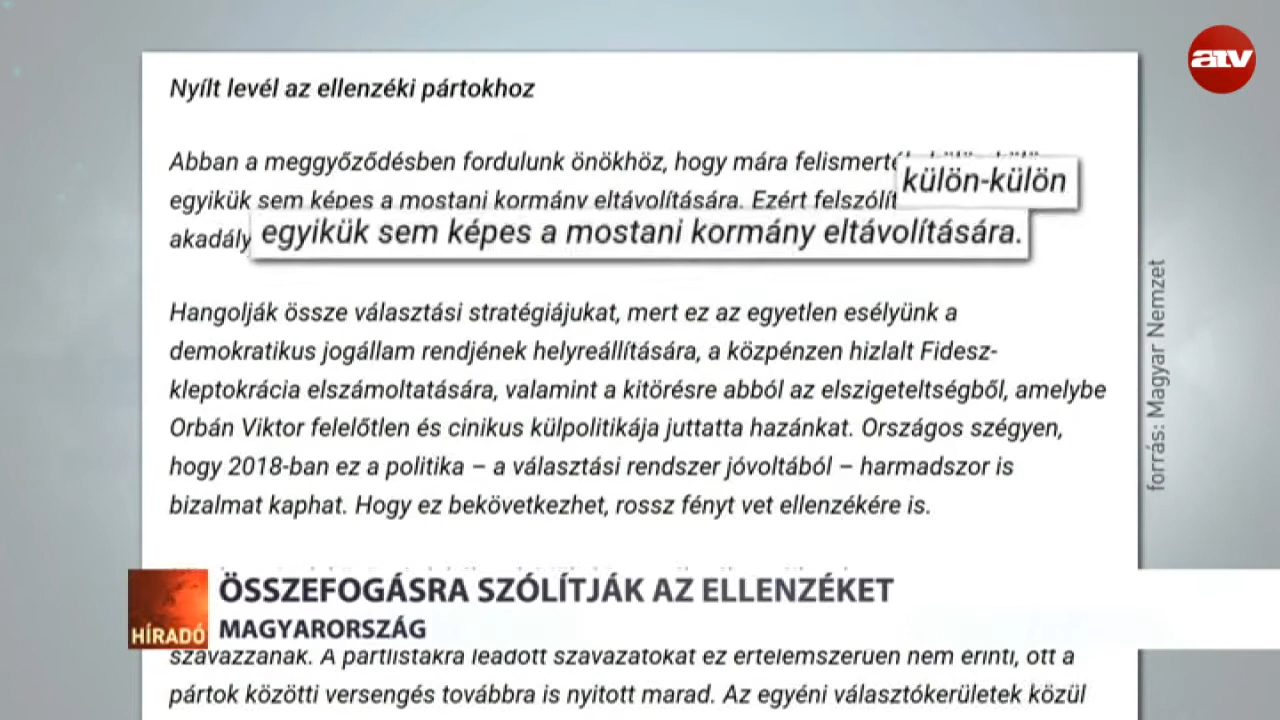 atv
Nyílt levél az ellenzéki pártokhoz
Abban a meggyőződésben fordulunk önökhöz, hogy mára
külön-külön
egyikük sem képes a mostani kormány eltávolítására. Ezért
egyikük sem képes a mostani kormány eltávolítására.
Hangolják össze választási stratégiájukat, mert ez az egyetlen esélyünk a
demokratikus jogállam rendjének helyreállítására, a közpénzen hizlalt Fidesz-
kleptokrácia elszámoltatására, valamint a kitörésre abból az elszigeteltségből, amelybe
Orbán Viktor felelőtlen és cinikus külpolitikája juttatta hazánkat. Országos szégyen,
hogy 2018-ban ez a politika – a választási rendszer jóvoltából – harmadszor is
bizalmat kaphat. Hogy ez bekövetkezhet, rossz fényt vet ellenzékére is.
forrás: Magyar Nemzet
ÖSSZEFOGÁSRA SZÓLÍTJÁK AZ ELLENZÉKET
HÍRADÓ
MAGYARORSZÁG
szavazzanak. A pártlistákra leadott szavazatokat ez értelemszerűen nem érinti, ott a
pártok közötti versengés továbbra is nyitott marad. Az egyéni választókerületek közül